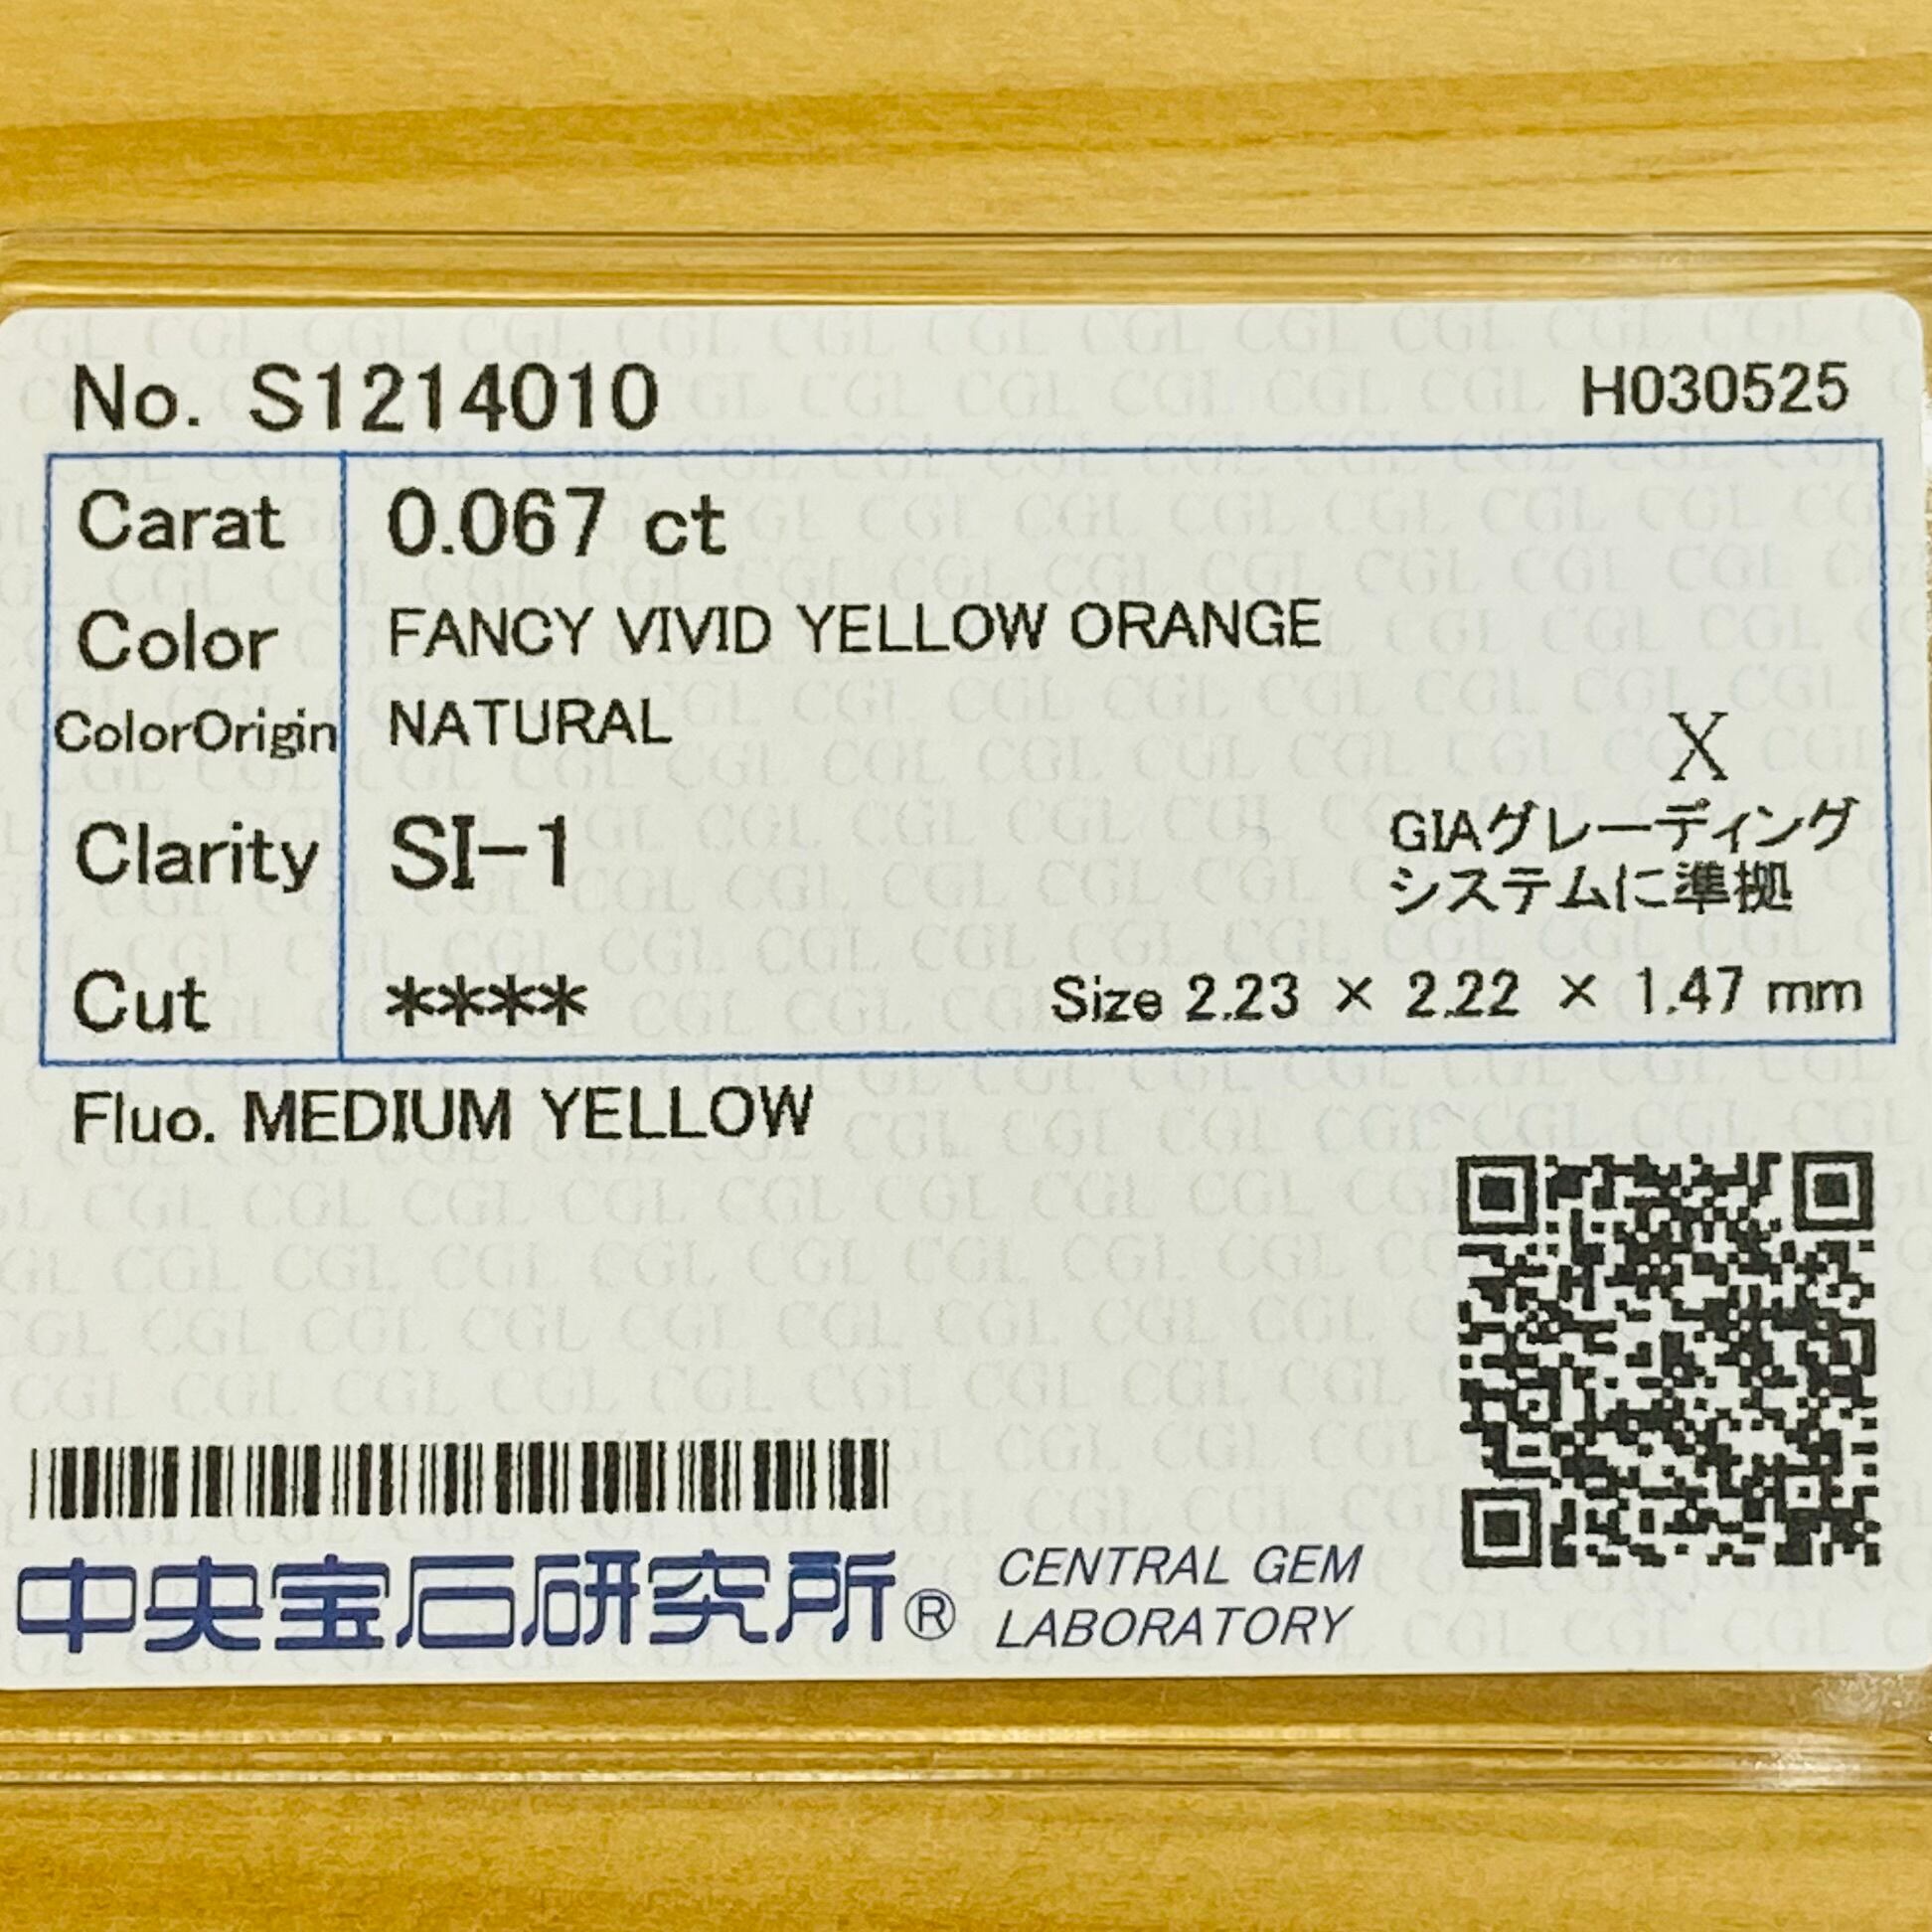 No. S1214010 H030525
Carat 0.067 ct
Color FANCY VIVID YELLOW ORANGE
ColorOrigin NATURAL
X
Clarity SI-1
GIAグレーディング
システムに準拠
Cut **** Size 2.23 × 2.22 × 1.47 mm
Fluo. MEDIUM YELLOW
中央宝石研究所® CENTRAL GEM
LABORATORY